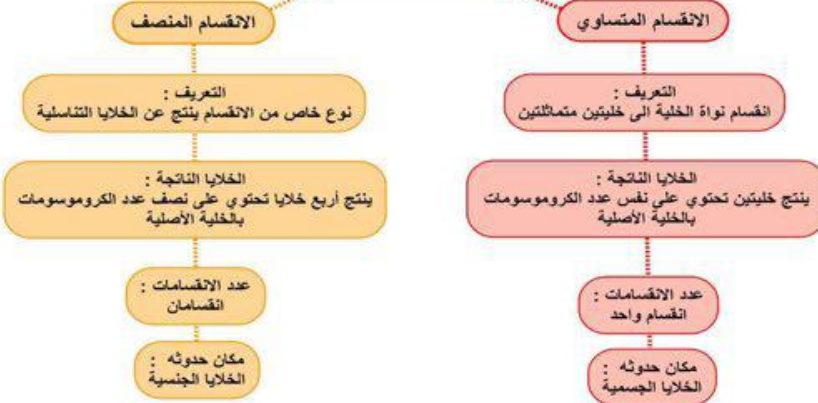 الانقسام المتساوي
التعريف :
انقسام نواة الخلية الى خليتين متماثلتين
الخلايا الناتجة :
ينتج خليتين تحتوي على نفس عدد الكروموسومات
بالخلية الأصلية
عدد الانقسامات :
انقسام واحد
مكان حدوثه :
الخلايا الجسمية
الانقسام المنصف
التعريف :
نوع خاص من الانقسام ينتج عن الخلايا التناسلية
الخلايا الناتجة :
ينتج أربع خلايا تحتوي على نصف عدد الكروموسومات
بالخلية الأصلية
عدد الانقسامات :
انقسامان
مكان حدوثه :
الخلايا الجنسية